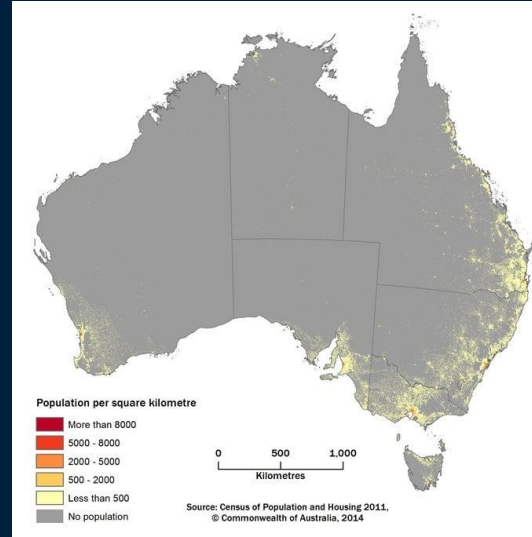 Population per square kilometre
More than 8000
5000 - 8000
2000 - 5000
500 - 2000
Less than 500
No population
0 500 1,000
Kilometres
Source: Census of Population and Housing 2011,
© Commonwealth of Australia, 2014